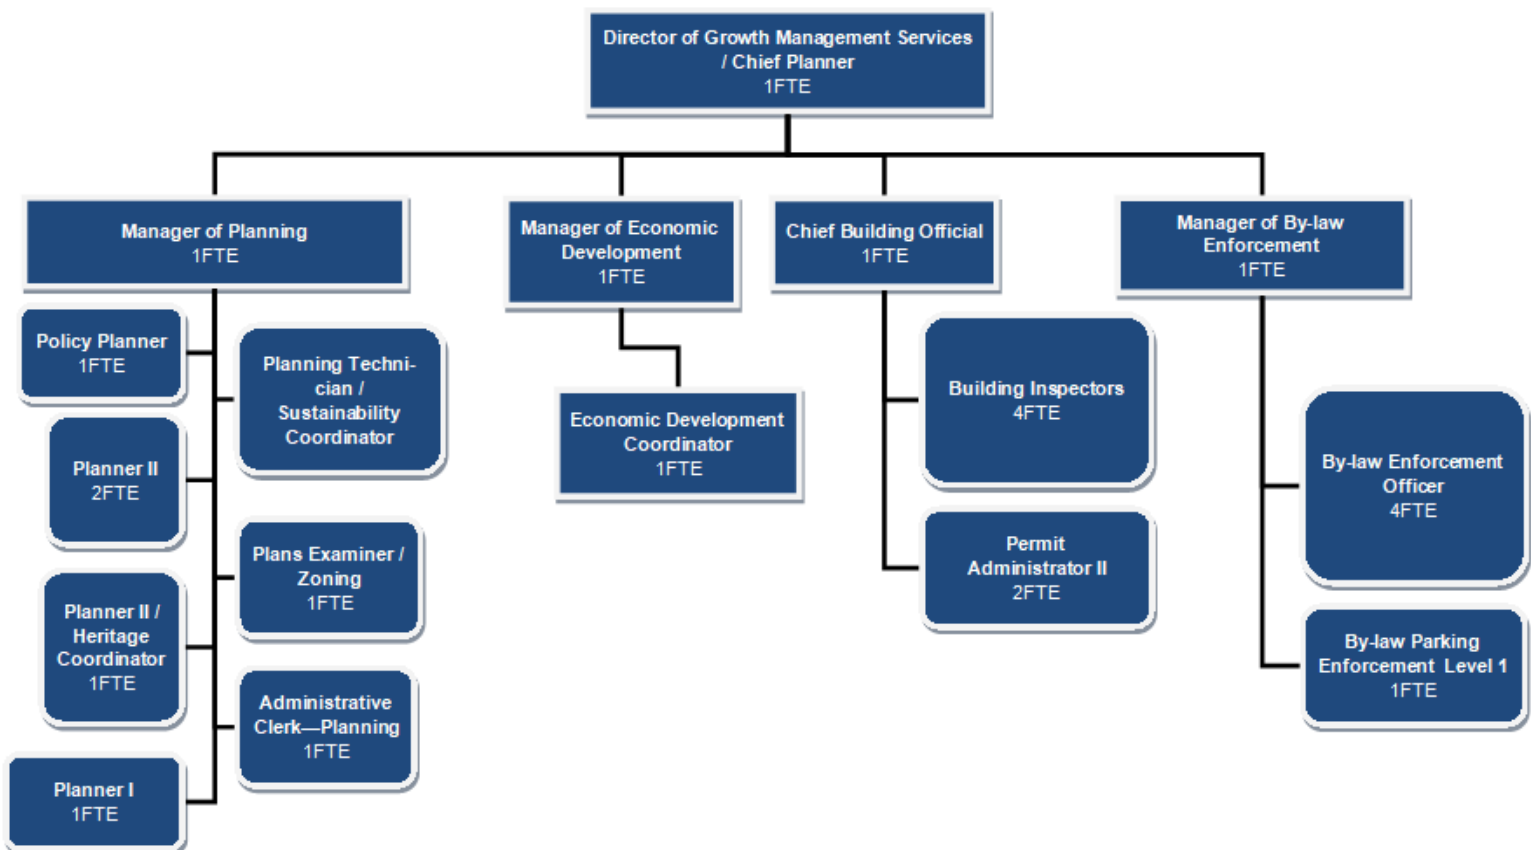 Director of Growth Management Services
/ Chief Planner
1FTE
Manager of Planning
1FTE
Manager of Economic
Development
1FTE
Chief Building Official
1FTE
Manager of By-law
Enforcement
1FTE
Policy Planner
1FTE
Planning Techni-
cian /
Sustainability
Coordinator
Planner II
2FTE
Plans Examiner /
Zoning
1FTE
Planner II /
Heritage
Coordinator
1FTE
Administrative
Clerk—Planning
1FTE
Planner I
1FTE
Economic Development
Coordinator
1FTE
Building Inspectors
4FTE
Permit
Administrator II
2FTE
By-law Enforcement
Officer
4FTE
By-law Parking
Enforcement Level 1
1FTE